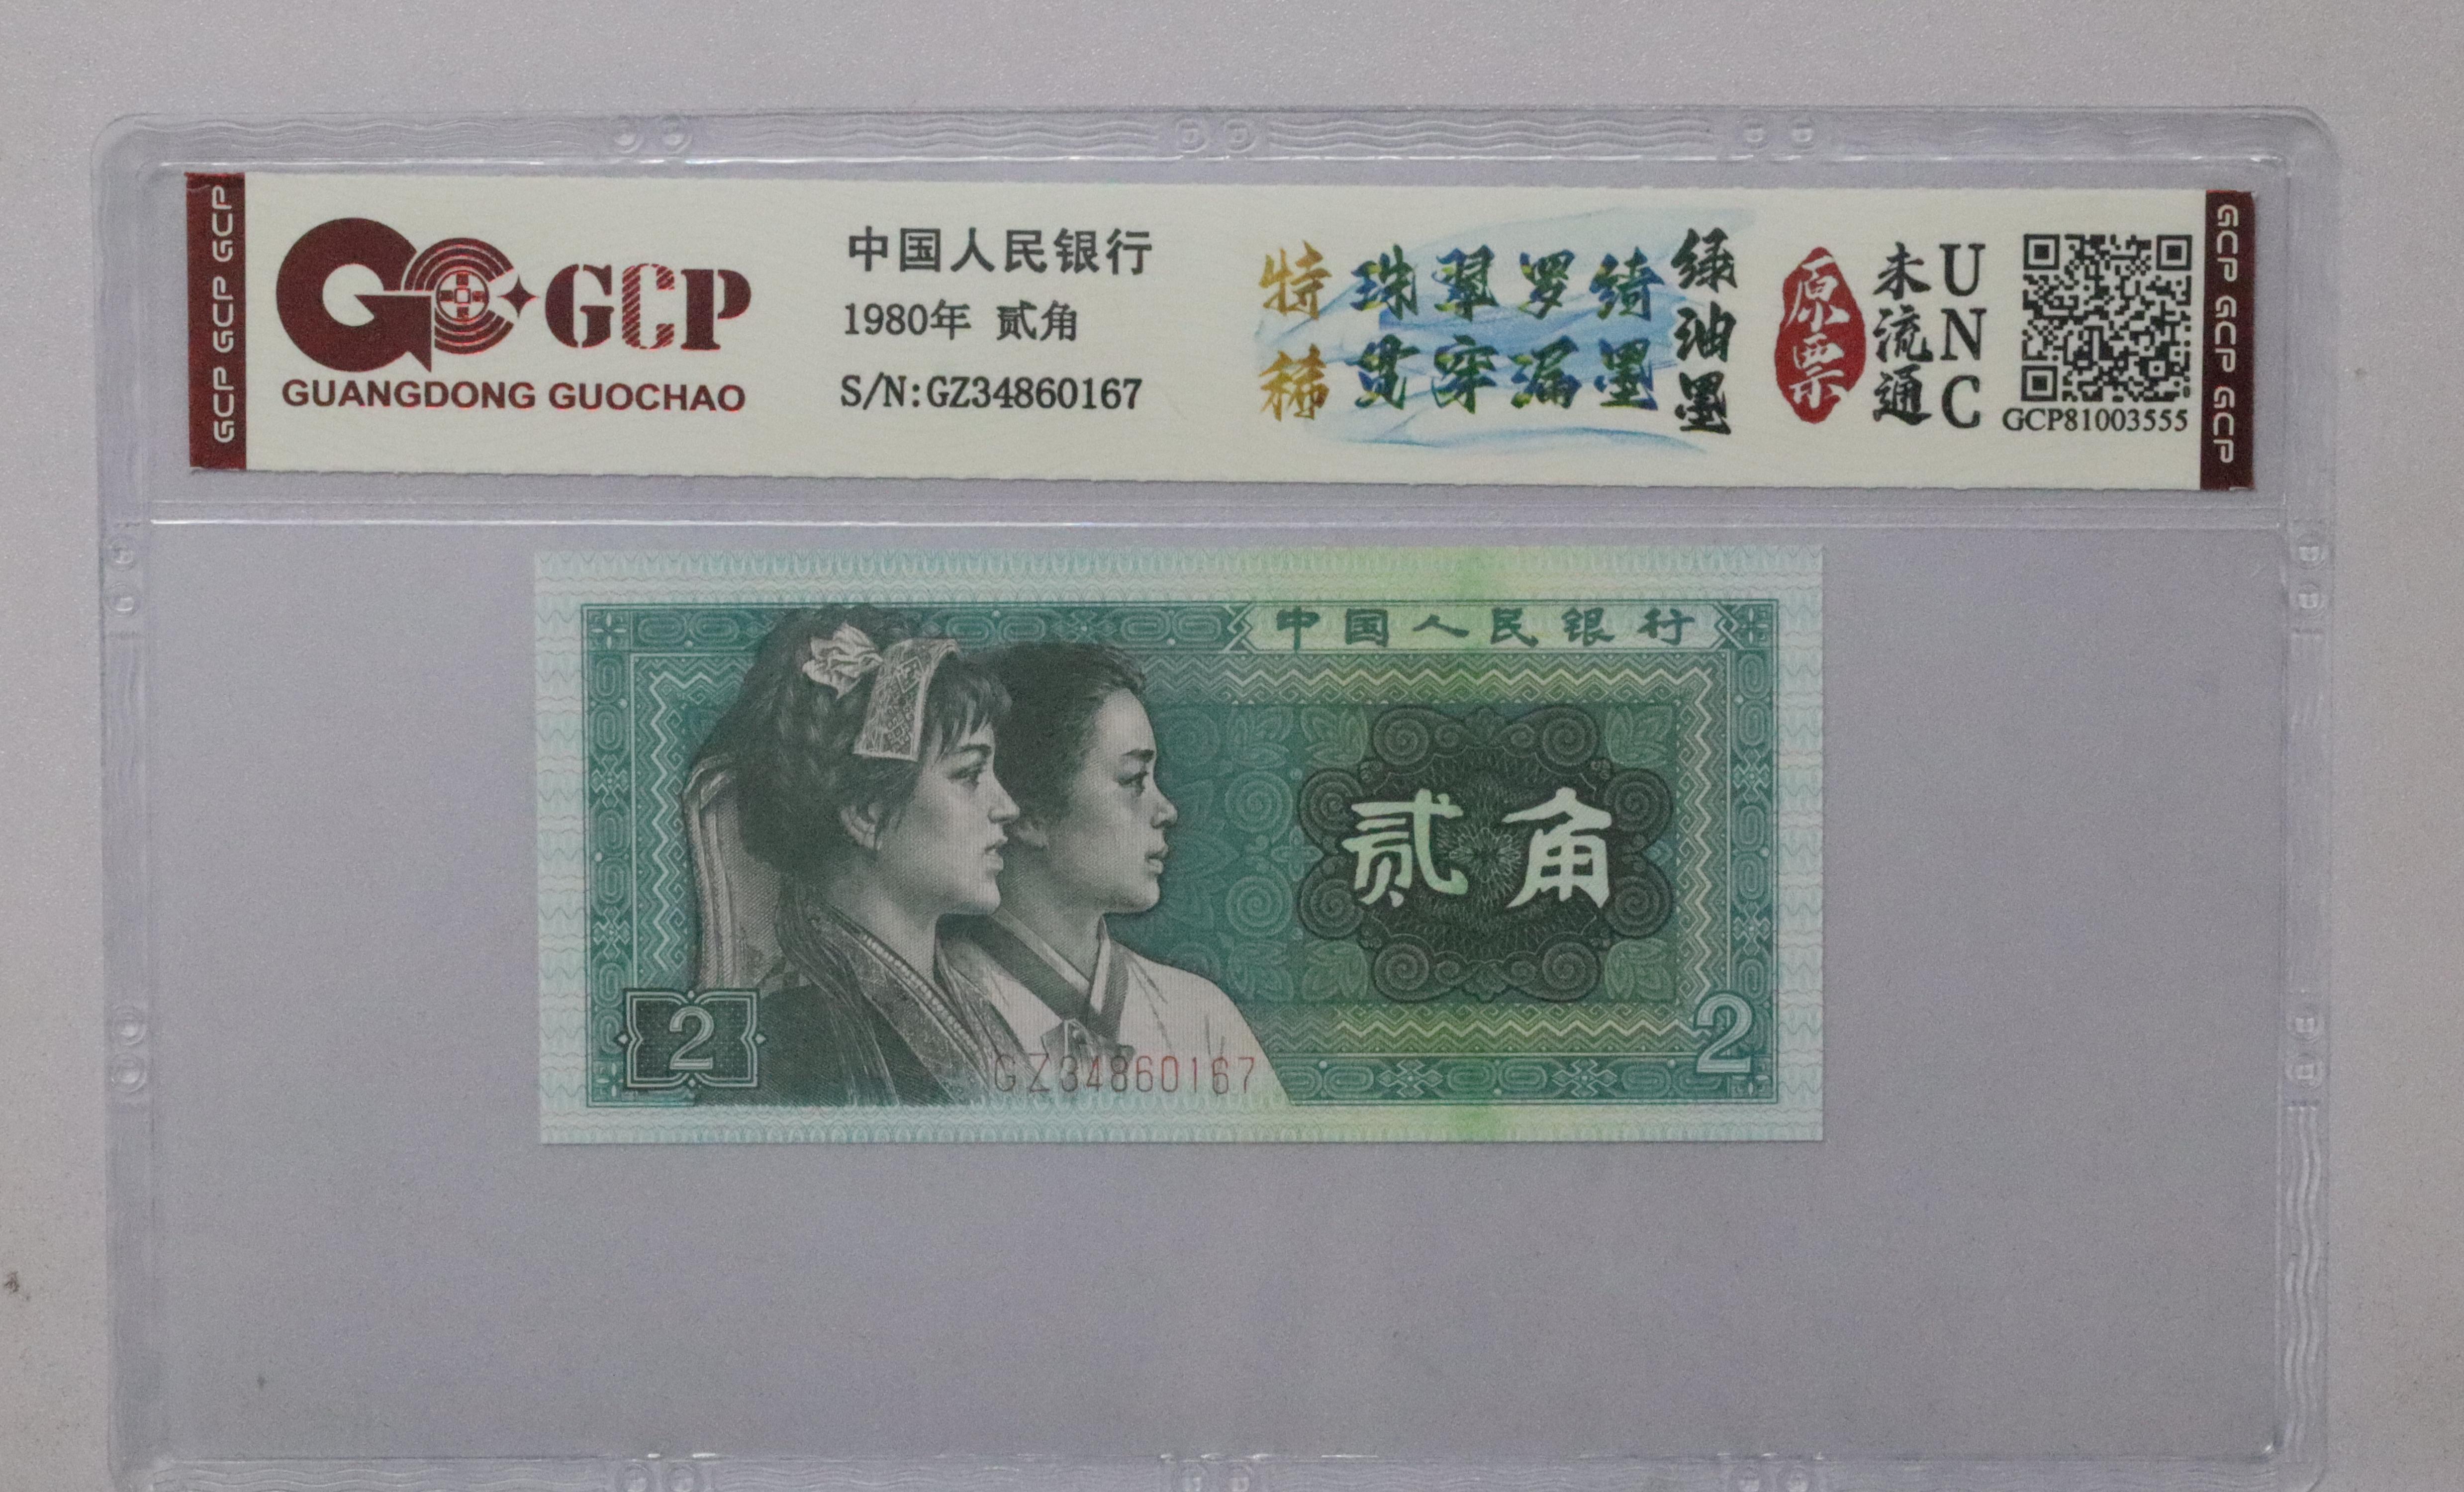 GCP GCP GCP
GCP
GUANGDONG GUOCHAO
中国人民银行
1980年 贰角
S/N:GZ34860167
特稀
珠翠罗绮
贯穿漏墨
绿油墨
原票
未流通
UNC
GCP81003555
GCP GCP GCP
中国人民银行
贰角
2
GZ34860167
2